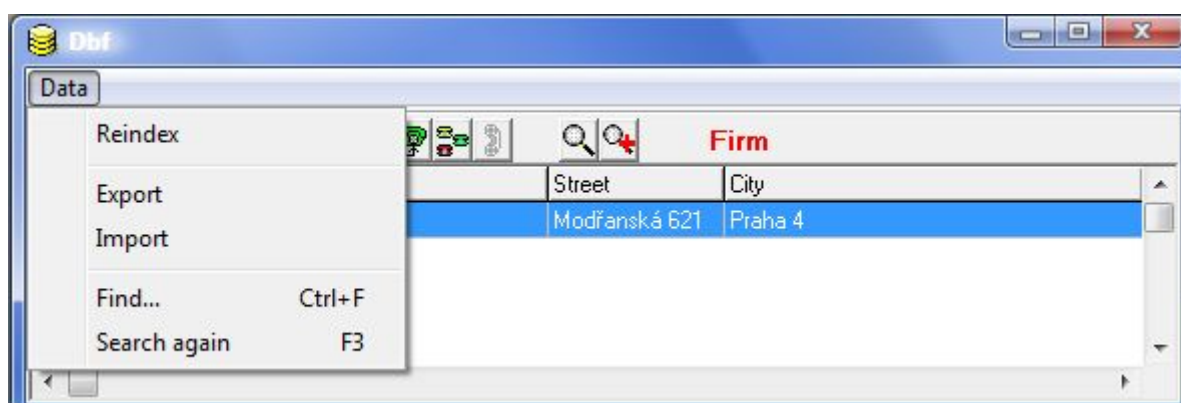 Dbf
Data
Reindex
Firm
Export
Street City
Import
Modřanská 621 Praha 4
Find... Ctrl+F
Search again F3